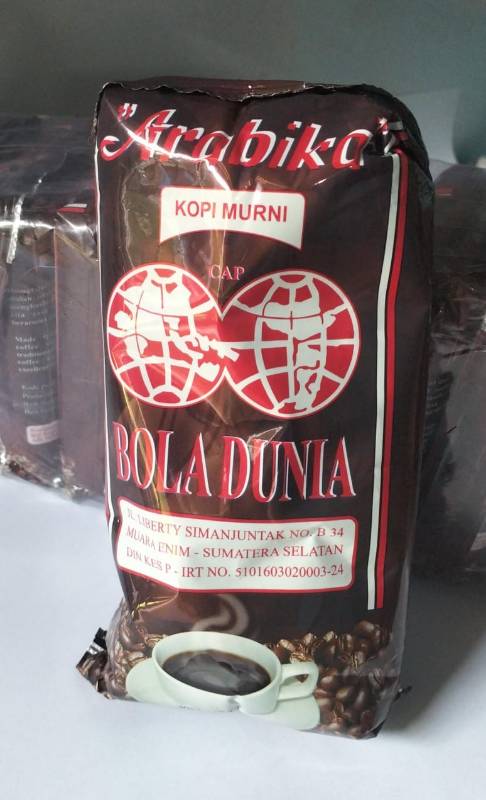 "Arabika"
KOPI MURNI
CAP
BOLA DUNIA
JL. LIBERTY SIMANJUNTAK NO. B 34
MUARA ENIM - SUMATERA SELATAN
DIN KES P - IRT NO. 5101603020003-24